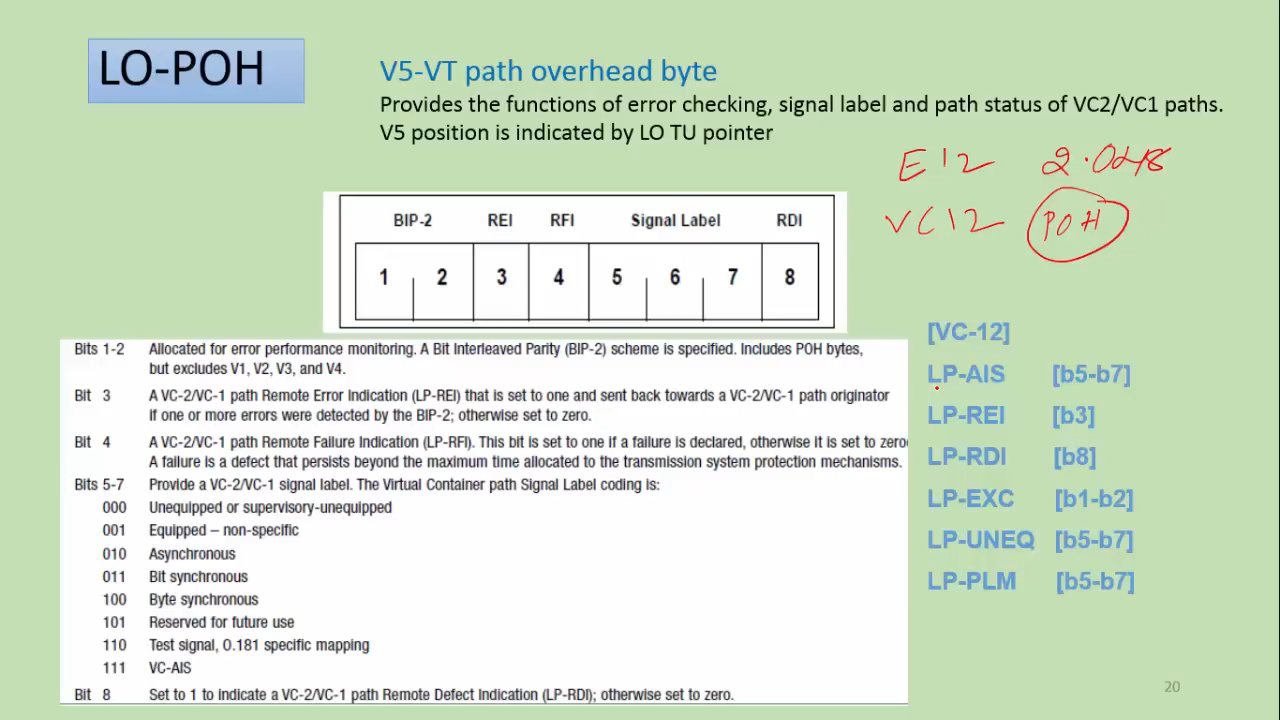 LO-POH
V5-VT path overhead byte
Provides the functions of error checking, signal label and path status of VC2/VC1 paths.
V5 position is indicated by LO TU pointer
E12 2.048
VC12 POH
BIP-2 REI RFI Signal Label RDI
1 2 3 4 5 6 7 8
Bits 1-2 Allocated for error performance monitoring. A Bit Interleaved Parity (BIP-2) scheme is specified. Includes POH bytes,
but excludes V1, V2, V3, and V4.
Bit 3 A VC-2/VC-1 path Remote Error Indication (LP-REI) that is set to one and sent back towards a VC-2/VC-1 path originator
if one or more errors were detected by the BIP-2; otherwise set to zero.
Bit 4 A VC-2/VC-1 path Remote Failure Indication (LP-RFI). This bit is set to one if a failure is declared, otherwise it is set to zero
A failure is a defect that persists beyond the maximum time allocated to the transmission system protection mechanisms.
Bits 5-7 Provide a VC-2/VC-1 signal label. The Virtual Container path Signal Label coding is:
000 Unequipped or supervisory-unequipped
001 Equipped – non-specific
010 Asynchronous
011 Bit synchronous
100 Byte synchronous
101 Reserved for future use
110 Test signal, 0.181 specific mapping
111 VC-AIS
Bit 8 Set to 1 to indicate a VC-2/VC-1 path Remote Defect Indication (LP-RDI); otherwise set to zero.
[VC-12]
LP-AIS [b5-b7]
LP-REI [b3]
LP-RDI [b8]
LP-EXC [b1-b2]
LP-UNEQ [b5-b7]
LP-PLM [b5-b7]
20